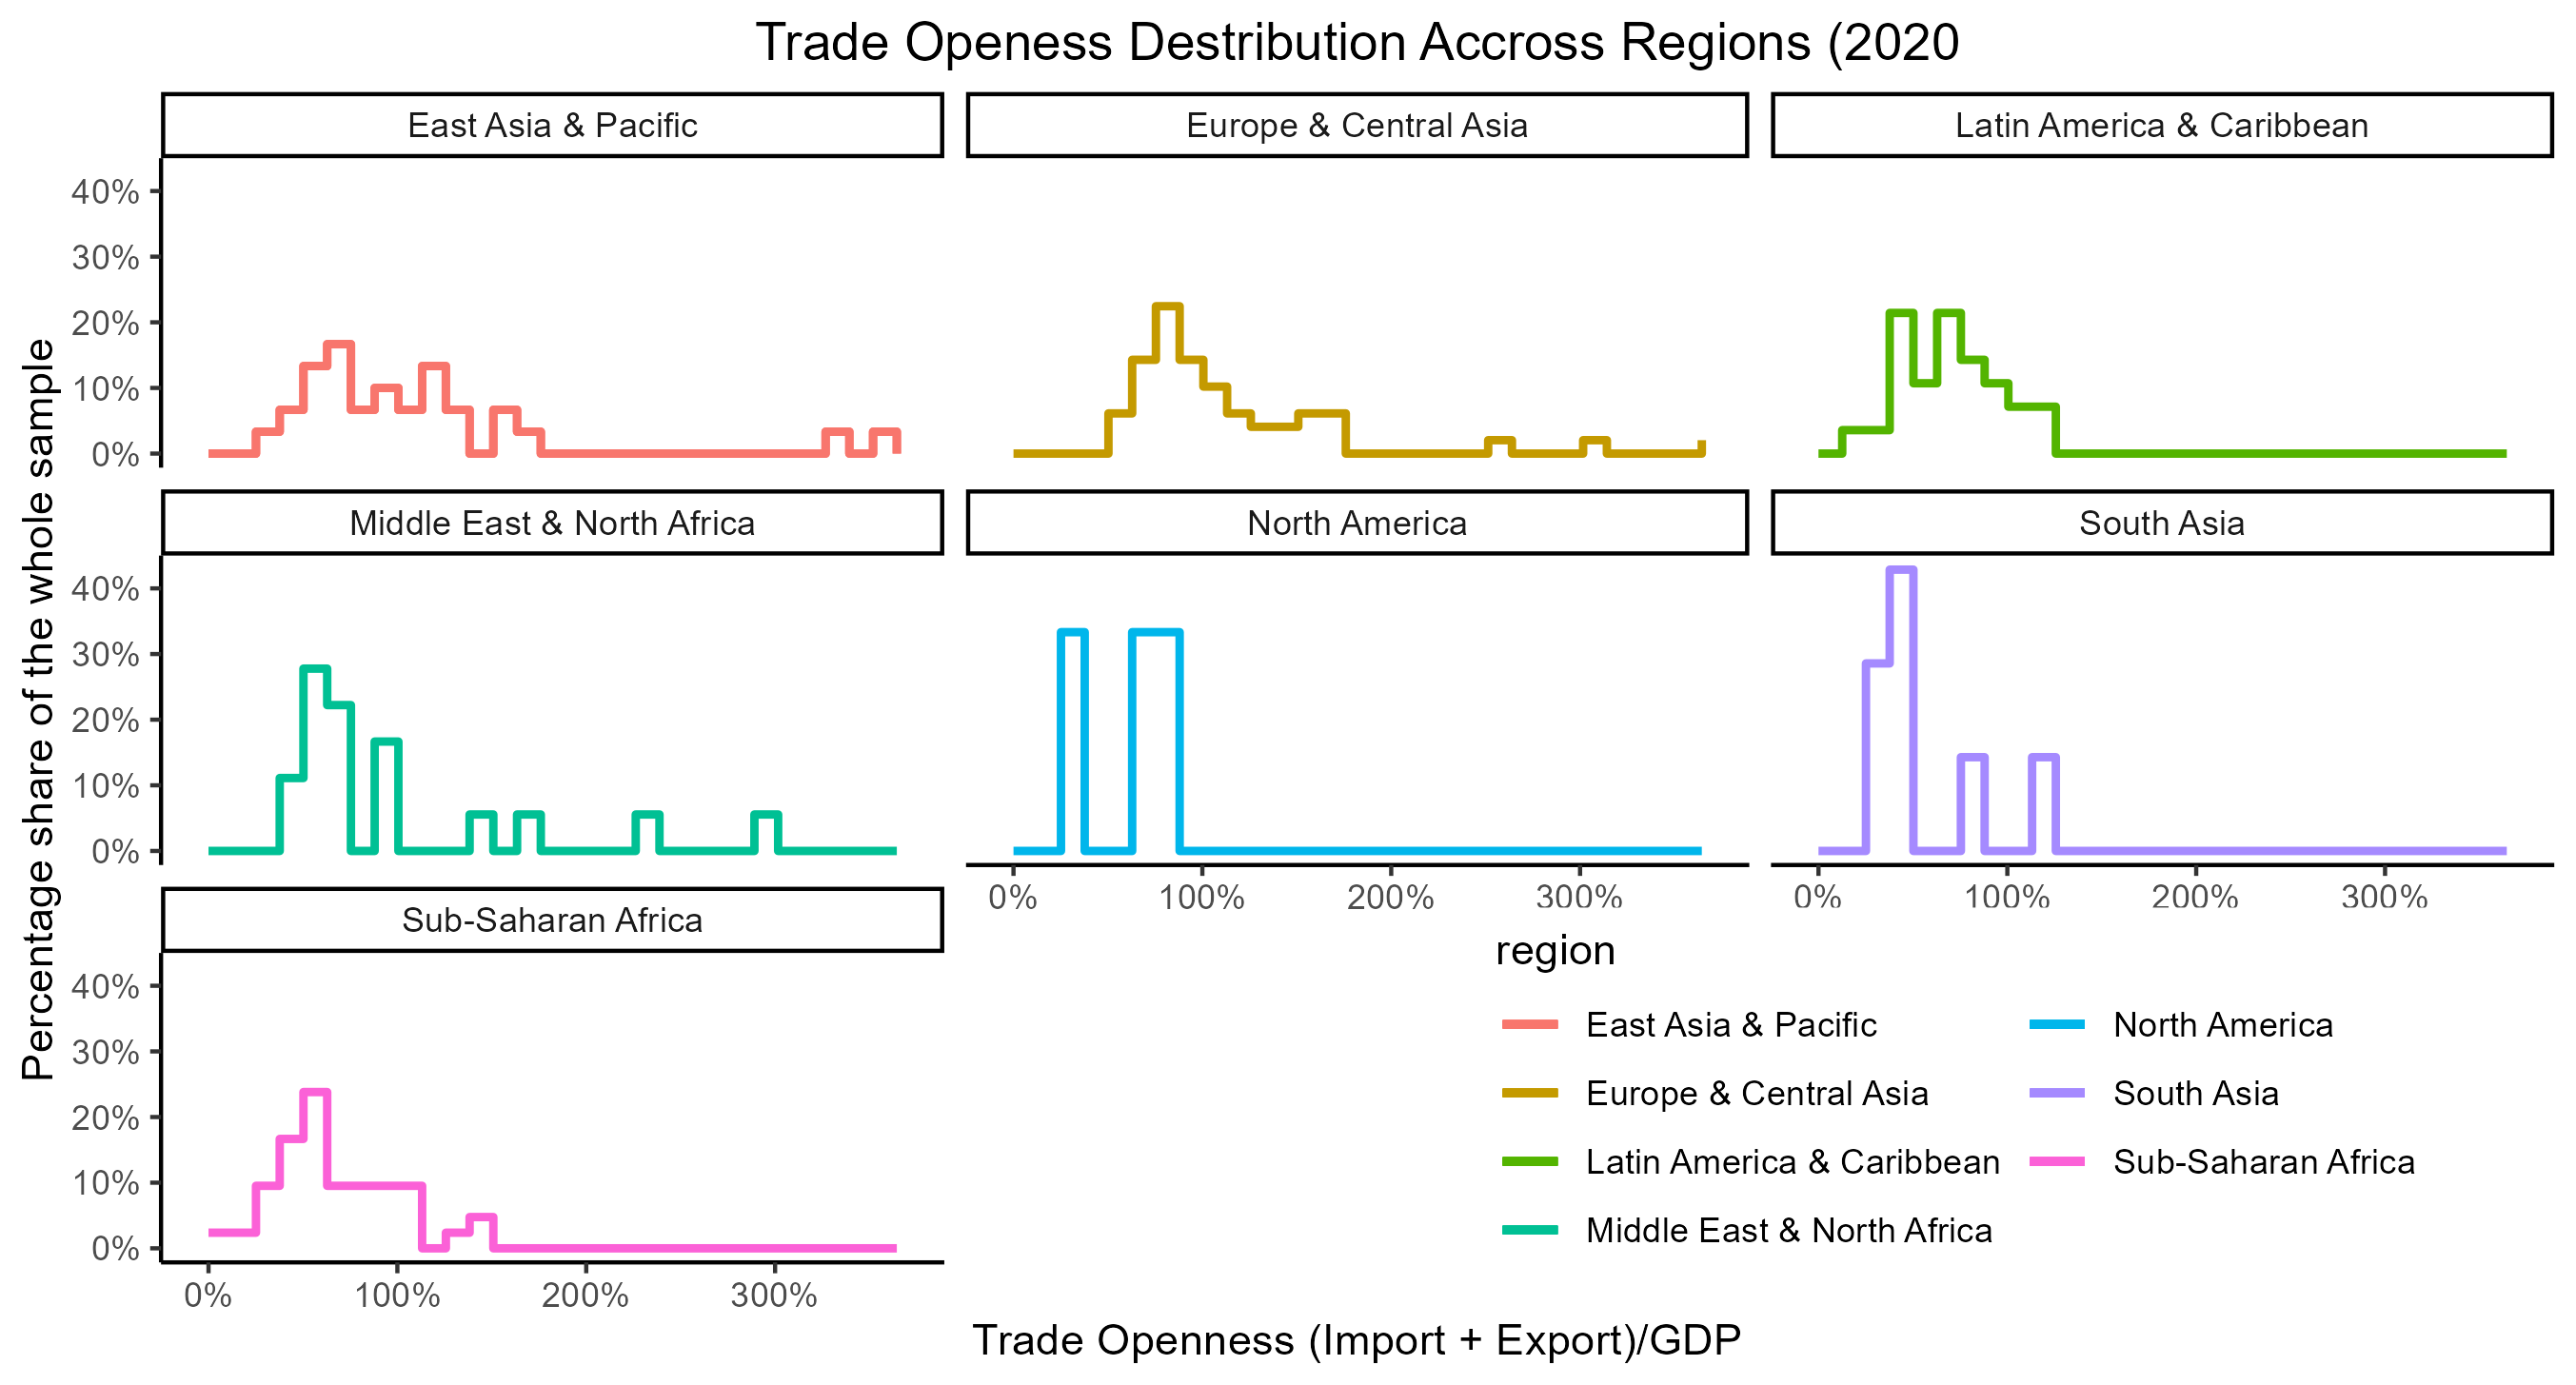 Trade Openess Destribution Accross Regions (2020
East Asia & Pacific
Europe & Central Asia
Latin America & Caribbean
40%
30%
20%
10%
0%
Middle East & North Africa
North America
South Asia
40%
30%
20%
10%
0%
0% 100% 200% 300%
0% 100% 200% 300%
Sub-Saharan Africa
40%
30%
20%
10%
0%
0% 100% 200% 300%
Percentage share of the whole sample
Trade Openness (Import + Export)/GDP
region
East Asia & Pacific
Europe & Central Asia
Latin America & Caribbean
Middle East & North Africa
North America
South Asia
Sub-Saharan Africa